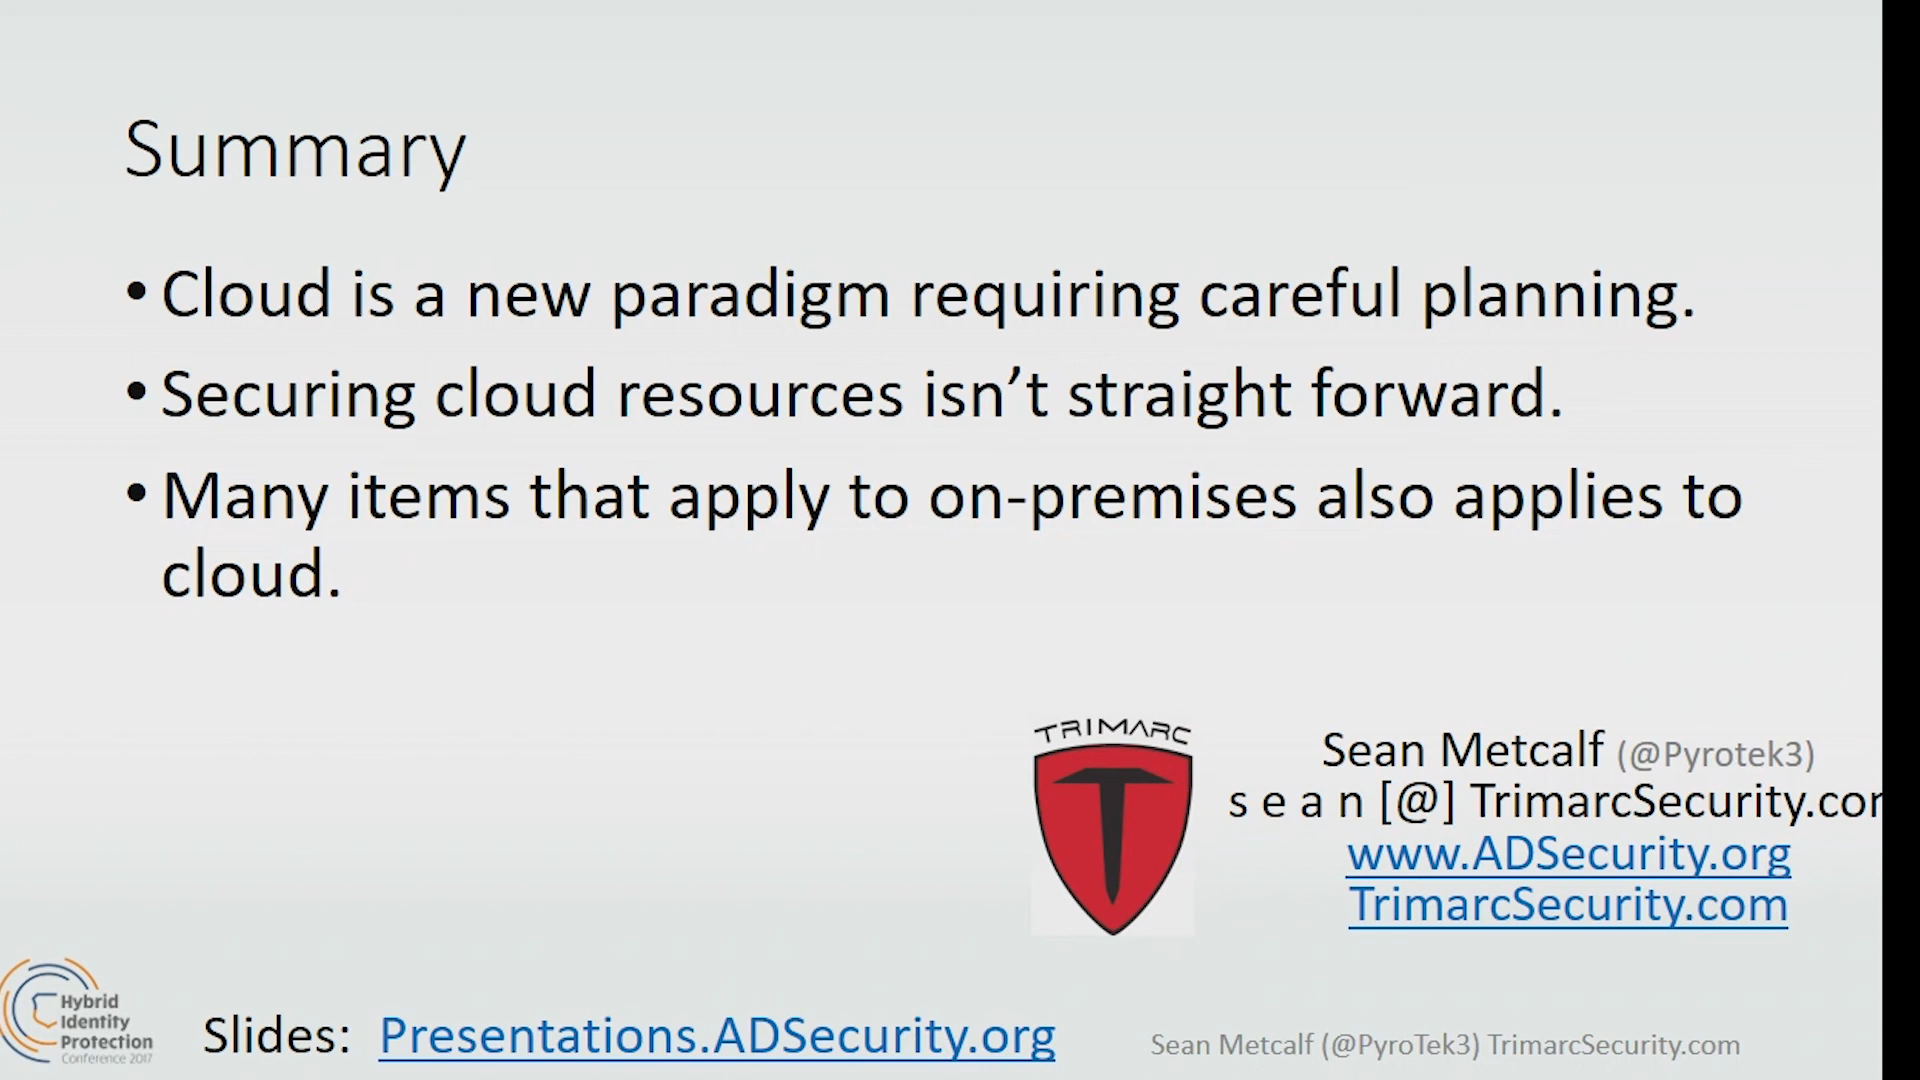 Summary
• Cloud is a new paradigm requiring careful planning.
• Securing cloud resources isn’t straight forward.
• Many items that apply to on-premises also applies to
cloud.
TRIMARC
Sean Metcalf (@Pyrotek3)
s e a n [@] TrimarcSecurity.com
www.ADSecurity.org
TrimarcSecurity.com
Hybrid
Identity
Protection
Conference 2017
Slides: Presentations.ADSecurity.org
Sean Metcalf (@PyroTek3) TrimarcSecurity.com